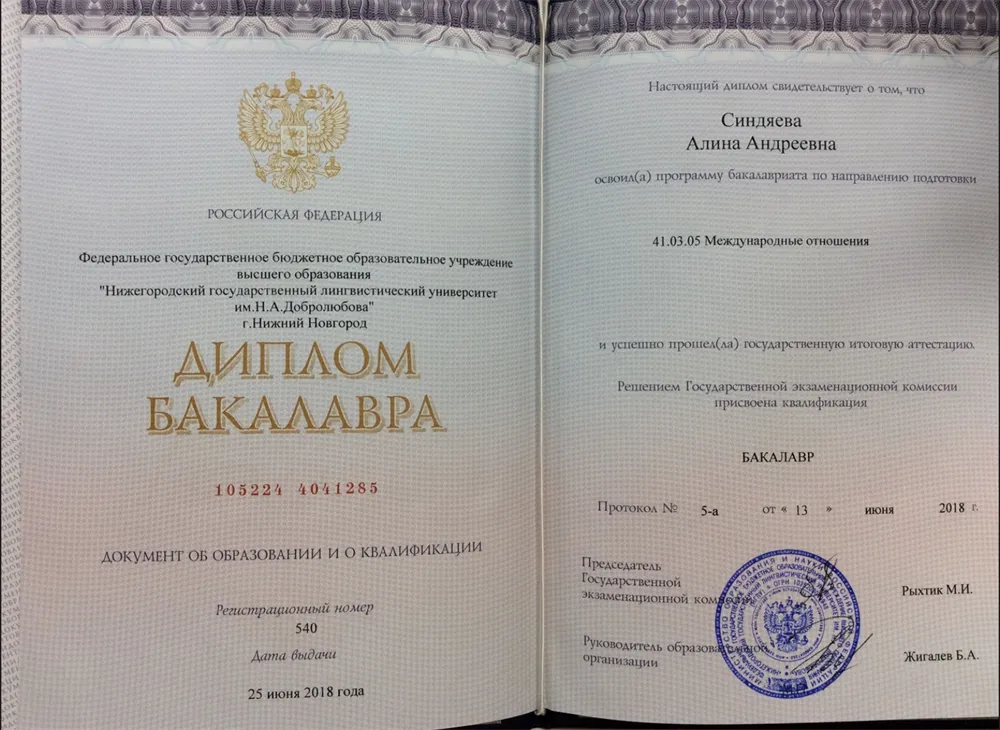 РОССИЙСКАЯ ФЕДЕРАЦИЯ
Федеральное государственное бюджетное образовательное учреждение
высшего образования
"Нижегородский государственный лингвистический университет
им.Н.А.Добролюбова"
г.Нижний Новгород
ДИПЛОМ
БАКАЛАВРА
105224 4041285
ДОКУМЕНТ ОБ ОБРАЗОВАНИИ И О КВАЛИФИКАЦИИ
Регистрационный номер
540
Дата выдачи
25 июня 2018 года
Настоящий диплом свидетельствует о том, что
Синдяева
Алина Андреевна
освоил(а) программу бакалавриата по направлению подготовки
41.03.05 Международные отношения
и успешно прошел(ла) государственную итоговую аттестацию.
Решением Государственной экзаменационной комиссии
присвоена квалификация
БАКАЛАВР
Протокол № 5-а от « 13 » июня 2018 г.
Председатель
Государственной
экзаменационной комиссии
Рыхтик М.И.
Руководитель образовательной
организации
Жигалев Б.А.